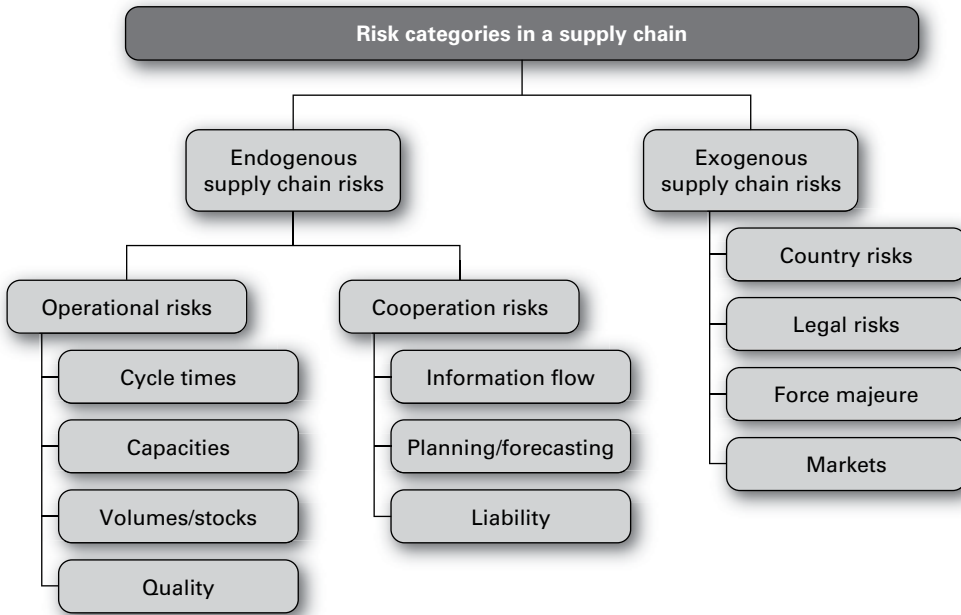 Risk categories in a supply chain
Endogenous
supply chain risks
Exogenous
supply chain risks
Operational risks
Cycle times
Capacities
Volumes/stocks
Quality
Cooperation risks
Information flow
Planning/forecasting
Liability
Country risks
Legal risks
Force majeure
Markets